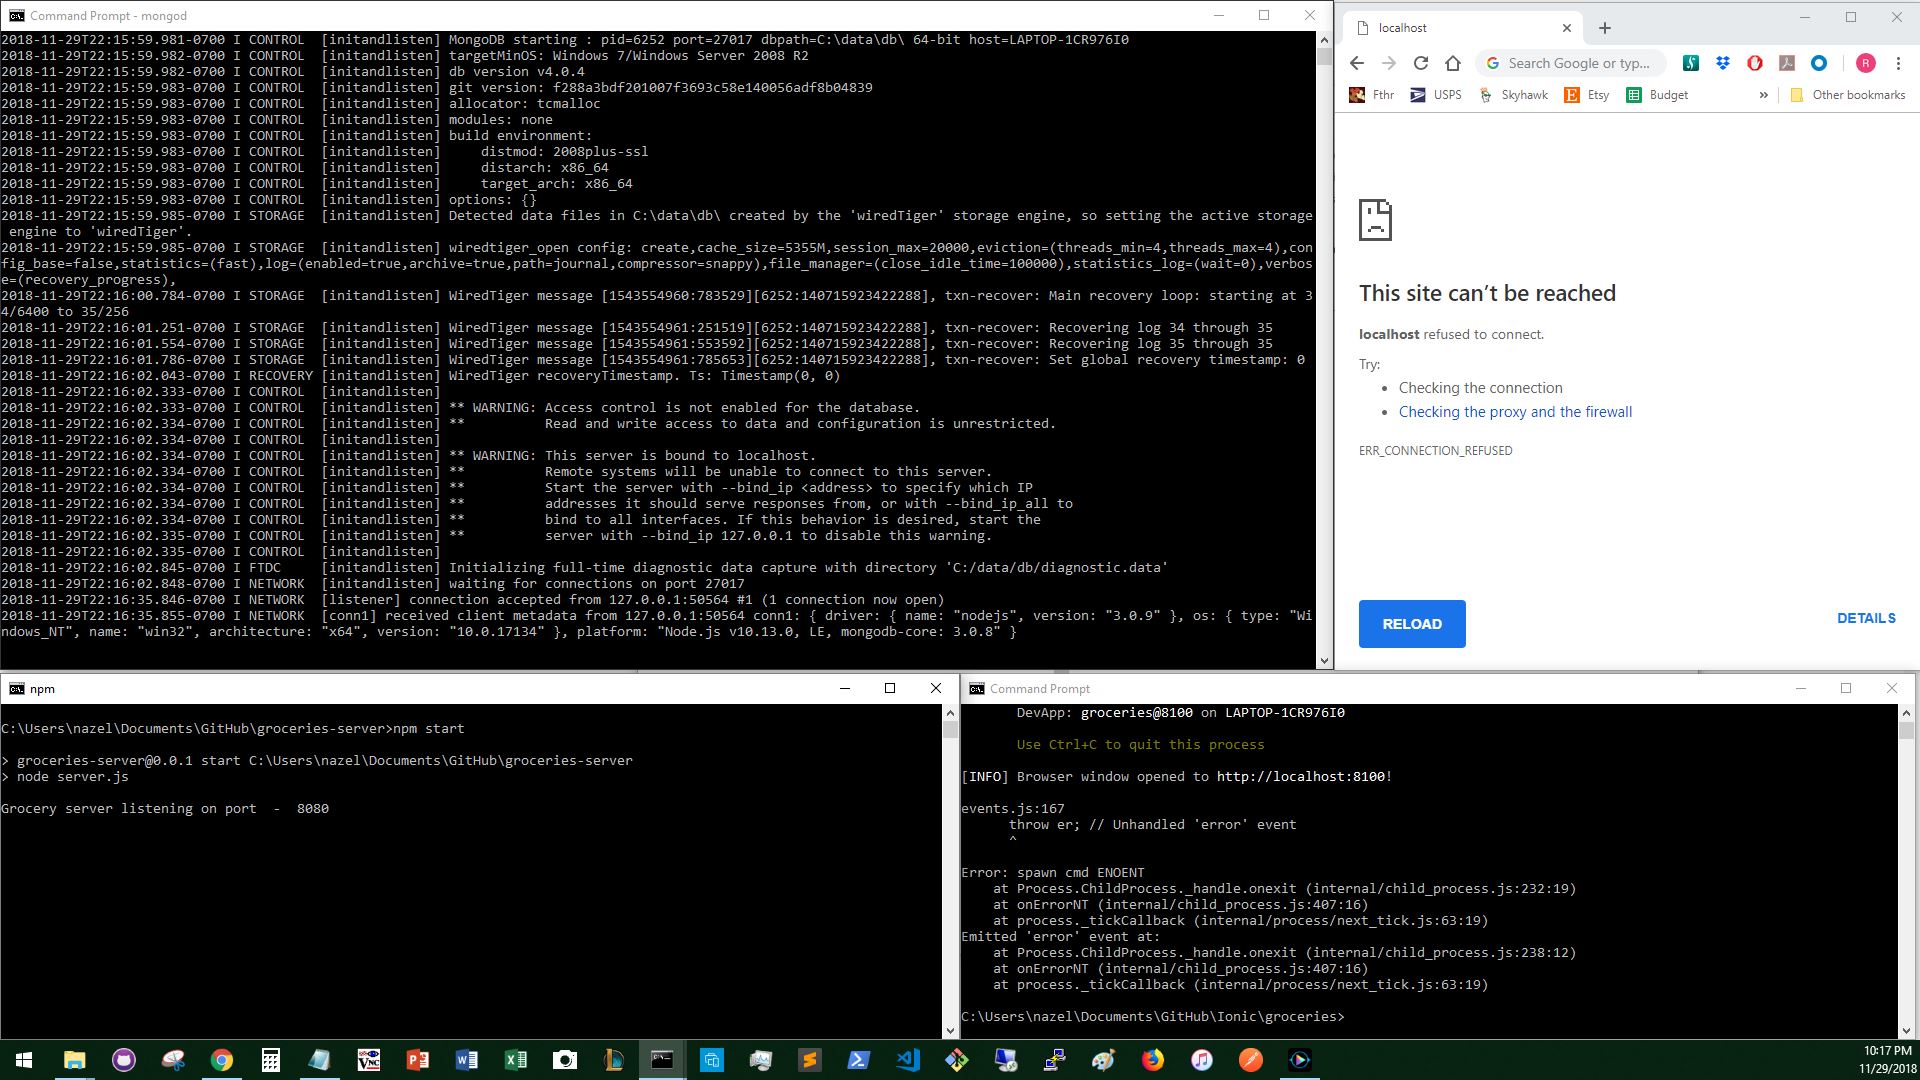 Command Prompt - mongod
2018-11-29T22:15:59.981-0700 I CONTROL  [initandlisten] MongoDB starting : pid=6252 port=27017 dbpath=C:\data\db\ 64-bit host=LAPTOP-1CR976I0
2018-11-29T22:15:59.982-0700 I CONTROL  [initandlisten] targetMinOS: Windows 7/Windows Server 2008 R2
2018-11-29T22:15:59.982-0700 I CONTROL  [initandlisten] db version v4.0.4
2018-11-29T22:15:59.983-0700 I CONTROL  [initandlisten] git version: f288a3bdf201007f3693c58e140056adf8b04839
2018-11-29T22:15:59.983-0700 I CONTROL  [initandlisten] allocator: tcmalloc
2018-11-29T22:15:59.983-0700 I CONTROL  [initandlisten] modules: none
2018-11-29T22:15:59.983-0700 I CONTROL  [initandlisten] build environment:
2018-11-29T22:15:59.983-0700 I CONTROL  [initandlisten]     distmod: 2008plus-ssl
2018-11-29T22:15:59.983-0700 I CONTROL  [initandlisten]     distarch: x86_64
2018-11-29T22:15:59.983-0700 I CONTROL  [initandlisten]     target_arch: x86_64
2018-11-29T22:15:59.983-0700 I CONTROL  [initandlisten] options: {}
2018-11-29T22:15:59.985-0700 I STORAGE  [initandlisten] Detected data files in C:\data\db\ created by the 'wiredTiger' storage engine, so setting the active storage
 engine to 'wiredTiger'.
2018-11-29T22:15:59.985-0700 I STORAGE  [initandlisten] wiredtiger_open config: create,cache_size=5355M,session_max=20000,eviction=(threads_min=4,threads_max=4),con
fig_base=false,statistics=(fast),log=(enabled=true,archive=true,path=journal,compressor=snappy),file_manager=(close_idle_time=100000),statistics_log=(wait=0),verbos
e=(recovery_progress),
2018-11-29T22:16:00.784-0700 I STORAGE  [initandlisten] WiredTiger message [1543554960:783529][6252:140715923422288], txn-recover: Main recovery loop: starting at 3
4/6400 to 35/256
2018-11-29T22:16:01.251-0700 I STORAGE  [initandlisten] WiredTiger message [1543554961:251519][6252:140715923422288], txn-recover: Recovering log 34 through 35
2018-11-29T22:16:01.554-0700 I STORAGE  [initandlisten] WiredTiger message [1543554961:553592][6252:140715923422288], txn-recover: Recovering log 35 through 35
2018-11-29T22:16:01.786-0700 I STORAGE  [initandlisten] WiredTiger message [1543554961:785653][6252:140715923422288], txn-recover: Set global recovery timestamp: 0
2018-11-29T22:16:02.043-0700 I RECOVERY [initandlisten] WiredTiger recoveryTimestamp. Ts: Timestamp(0, 0)
2018-11-29T22:16:02.333-0700 I CONTROL  [initandlisten]
2018-11-29T22:16:02.333-0700 I CONTROL  [initandlisten] ** WARNING: Access control is not enabled for the database.
2018-11-29T22:16:02.334-0700 I CONTROL  [initandlisten] **          Read and write access to data and configuration is unrestricted.
2018-11-29T22:16:02.334-0700 I CONTROL  [initandlisten]
2018-11-29T22:16:02.334-0700 I CONTROL  [initandlisten] ** WARNING: This server is bound to localhost.
2018-11-29T22:16:02.334-0700 I CONTROL  [initandlisten] **          Remote systems will be unable to connect to this server.
2018-11-29T22:16:02.334-0700 I CONTROL  [initandlisten] **          Start the server with --bind_ip <address> to specify which IP
2018-11-29T22:16:02.334-0700 I CONTROL  [initandlisten] **          addresses it should serve responses from, or with --bind_ip_all to
2018-11-29T22:16:02.334-0700 I CONTROL  [initandlisten] **          bind to all interfaces. If this behavior is desired, start the
2018-11-29T22:16:02.335-0700 I CONTROL  [initandlisten] **          server with --bind_ip 127.0.0.1 to disable this warning.
2018-11-29T22:16:02.335-0700 I CONTROL  [initandlisten]
2018-11-29T22:16:02.845-0700 I FTDC     [initandlisten] Initializing full-time diagnostic data capture with directory 'C:/data/db/diagnostic.data'
2018-11-29T22:16:02.848-0700 I NETWORK  [initandlisten] waiting for connections on port 27017
2018-11-29T22:16:35.846-0700 I NETWORK  [listener] connection accepted from 127.0.0.1:50564 #1 (1 connection now open)
2018-11-29T22:16:35.855-0700 I NETWORK  [conn1] received client metadata from 127.0.0.1:50564 conn1: { driver: { name: "nodejs", version: "3.0.9" }, os: { type: "Wi
ndows_NT", name: "win32", architecture: "x64", version: "10.0.17134" }, platform: "Node.js v10.13.0, LE, mongodb-core: 3.0.8" }
localhost
Search Google or typ...
R
Fthr USPS Skyhawk Etsy Budget » Other bookmarks
This site can't be reached
localhost refused to connect.
Try:
• Checking the connection
• Checking the proxy and the firewall
ERR_CONNECTION_REFUSED
RELOAD
DETAILS
npm
C:\Users\nazel\Documents\GitHub\groceries-server>npm start
> groceries-server@0.0.1 start C:\Users\nazel\Documents\GitHub\groceries-server
> node server.js
Grocery server listening on port  -  8080
Command Prompt
DevApp: groceries@8100 on LAPTOP-1CR976I0
Use Ctrl+C to quit this process
[INFO] Browser window opened to http://localhost:8100!
events.js:167
      throw er; // Unhandled 'error' event
      ^
Error: spawn cmd ENOENT
    at Process.ChildProcess._handle.onexit (internal/child_process.js:232:19)
    at onErrorNT (internal/child_process.js:407:16)
    at process._tickCallback (internal/process/next_tick.js:63:19)
Emitted 'error' event at:
    at Process.ChildProcess._handle.onexit (internal/child_process.js:238:12)
    at onErrorNT (internal/child_process.js:407:16)
    at process._tickCallback (internal/process/next_tick.js:63:19)
C:\Users\nazel\Documents\GitHub\Ionic\groceries>
10:17 PM
11/29/2018